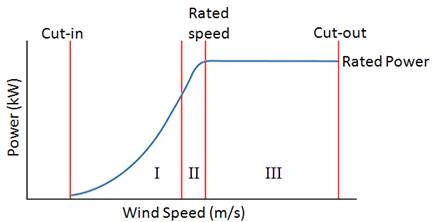 Rated
speed
Cut-in
Cut-out
Rated Power
Power (kW)
I
II
III
Wind Speed (m/s)